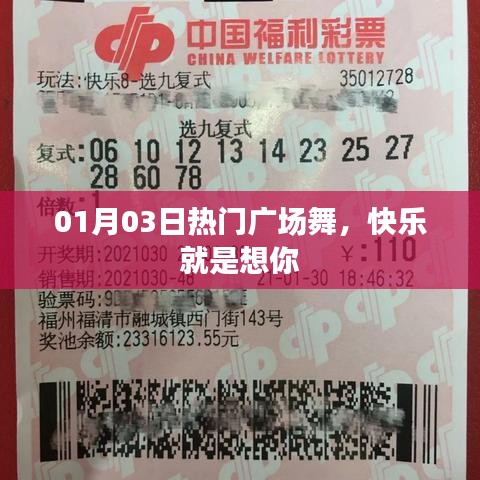 中国福利彩票
CHINA WELFARE LOTTERY
玩法:快乐8-选九复式 35012728
选九复式
复式:06 10 12 13 14 23 25 27
28 60 78
01月03日热门广场舞，快乐
就是想你
开奖期:2021030 ¥:110
销售期:2021030-46 21-01-30 18:46:32
验票码:
福州福清市融城镇西门街143号
奖池余额:23316123.55元